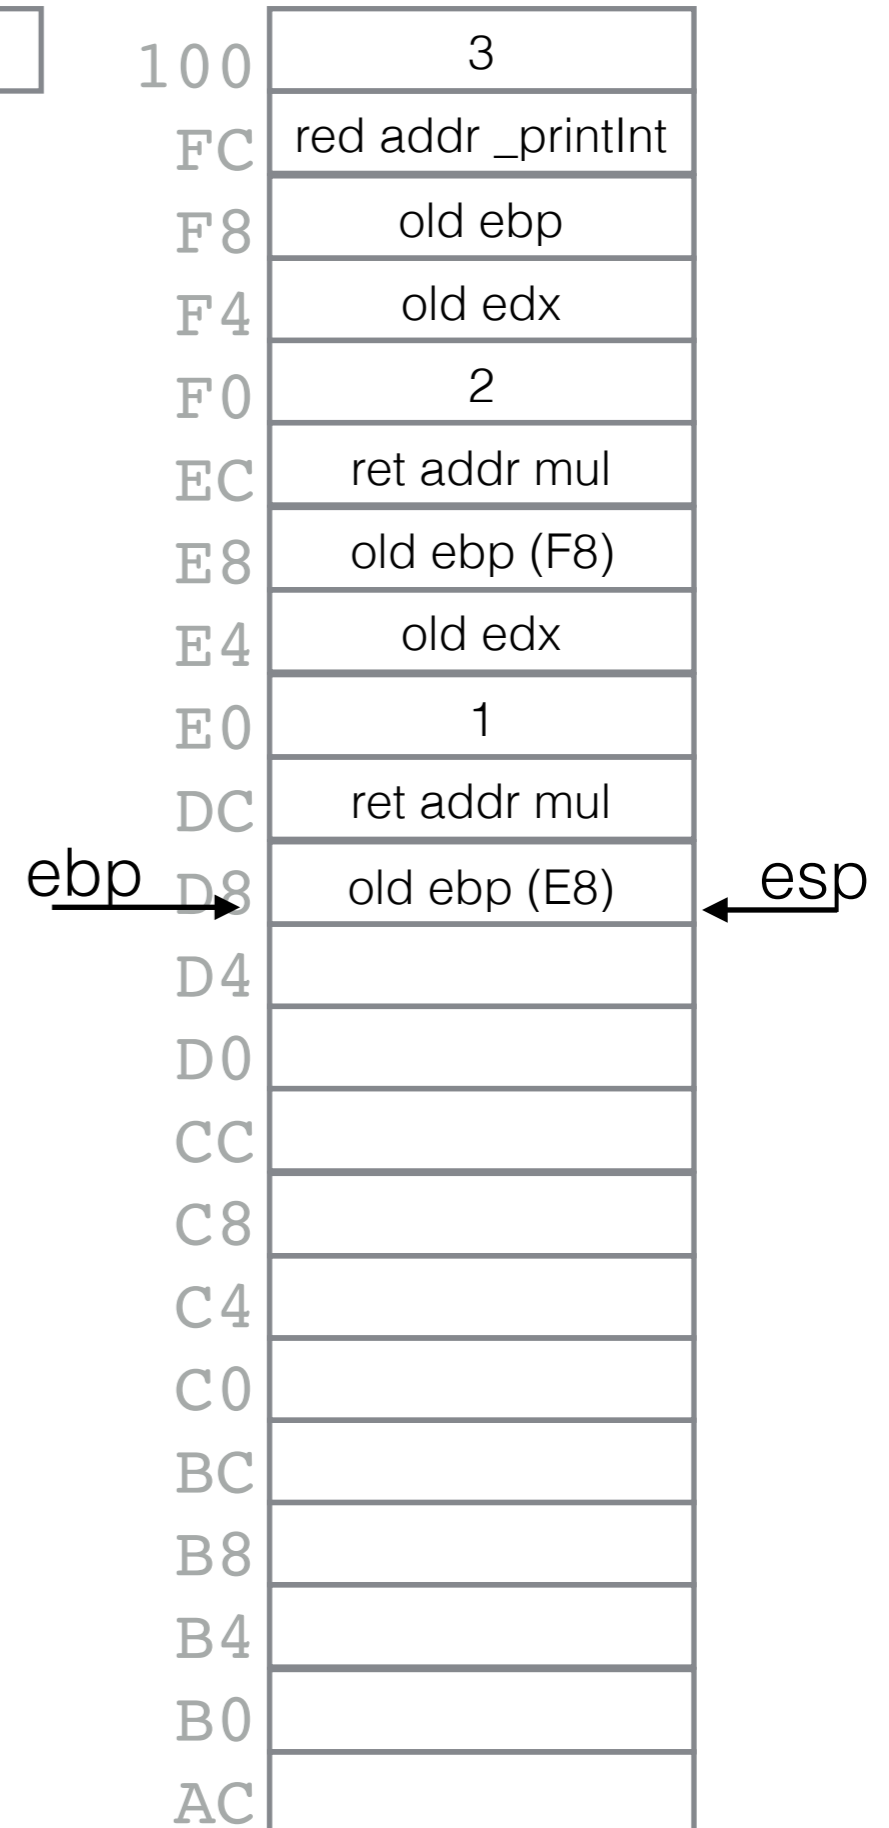 100 3
FC red addr _printInt
F8 old ebp
F4 old edx
F0 2
EC ret addr mul
E8 old ebp (F8)
E4 old edx
E0 1
DC ret addr mul
ebp D8 old ebp (E8) esp
D4
D0
CC
C8
C4
C0
BC
B8
B4
B0
AC